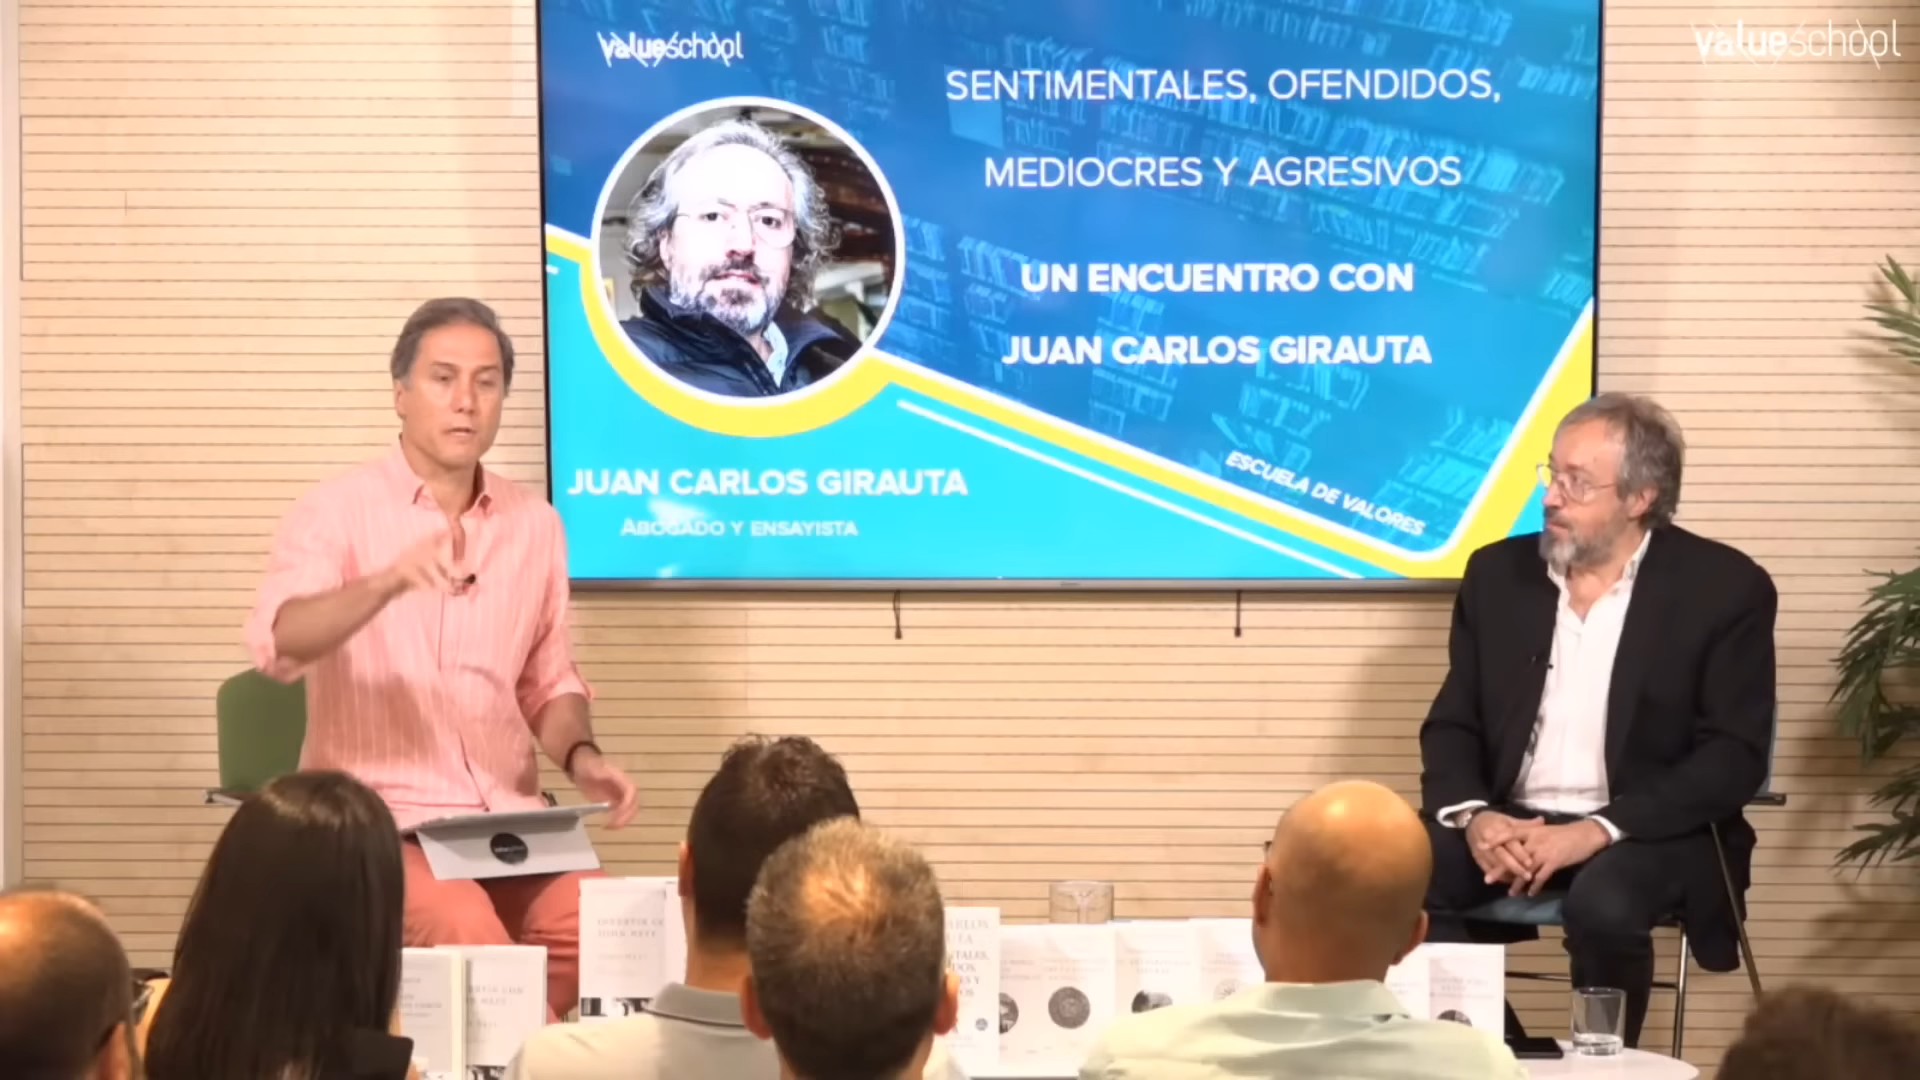 valueschool
valueschool
SENTIMENTALES, OFENDIDOS,
MEDIOCRES Y AGRESIVOS
UN ENCUENTRO CON
JUAN CARLOS GIRAUTA
ESCUELA DE VALORES
JUAN CARLOS GIRAUTA
ABOGADO Y ENSAYISTA